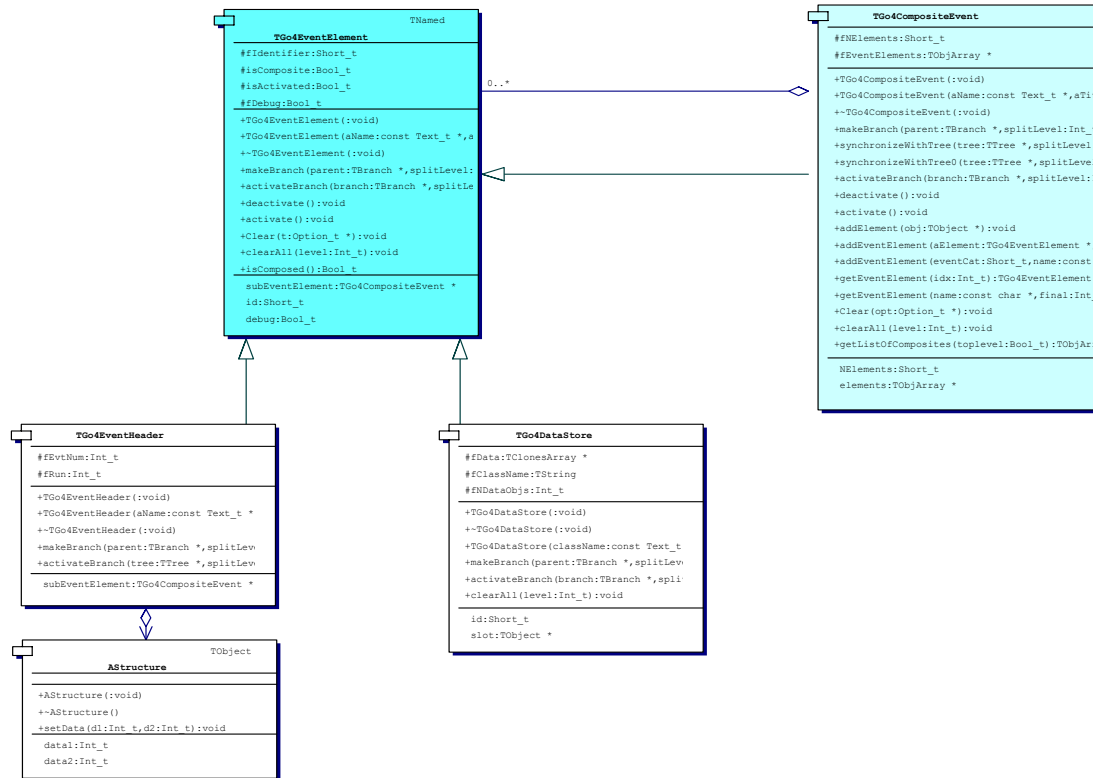 TNamed
TGo4EventElement
#fIdentifier:Short_t
#isComposite:Bool_t
#isActivated:Bool_t
#fDebug:Bool_t
+TGo4EventElement(:void)
+TGo4EventElement(aName:const Text_t *,a
+~TGo4EventElement(:void)
+makeBranch(parent:TBranch *,splitLevel:
+activateBranch(branch:TBranch *,splitLe
+deactivate():void
+activate():void
+Clear(t:Option_t *):void
+clearAll(level:Int_t):void
+isComposed():Bool_t
subEventElement:TGo4CompositeEvent *
id:Short_t
debug:Bool_t
0..*
TGo4CompositeEvent
#fNElements:Short_t
#fEventElements:TObjArray *
+TGo4CompositeEvent(:void)
+TGo4CompositeEvent(aName:const Text_t *,aTi
+~TGo4CompositeEvent(:void)
+makeBranch(parent:TBranch *,splitLevel:Int_
+synchronizeWithTree(tree:TTree *,splitLevel
+synchronizeWithTree0(tree:TTree *,splitLeve
+activateBranch(branch:TBranch *,splitLevel:
+deactivate():void
+activate():void
+addElement(obj:TObject *):void
+addEventElement(aElement:TGo4EventElement *
+addEventElement(eventCat:Short_t,name:const
+getEventElement(idx:Int_t):TGo4EventElement
+getEventElement(name:const char *,final:Int
+Clear(opt:Option_t *):void
+clearAll(level:Int_t):void
+getListOfComposites(toplevel:Bool_t):TObjAr
NElements:Short_t
elements:TObjArray *
TGo4EventHeader
#fEvtNum:Int_t
#fRun:Int_t
+TGo4EventHeader(:void)
+TGo4EventHeader(aName:const Text_t *
+~TGo4EventHeader(:void)
+makeBranch(parent:TBranch *,splitLev
+activateBranch(tree:TTree *,splitLev
subEventElement:TGo4CompositeEvent *
TGo4DataStore
#fData:TClonesArray *
#fClassName:TString
#fNDataObjs:Int_t
+TGo4DataStore(:void)
+~TGo4DataStore(:void)
+TGo4DataStore(className:const Text_t
+makeBranch(parent:TBranch *,splitLev
+activateBranch(branch:TBranch *,spli
+clearAll(level:Int_t):void
id:Short_t
slot:TObject *
TObject
AStructure
+AStructure(:void)
+~AStructure()
+setData(d1:Int_t,d2:Int_t):void
data1:Int_t
data2:Int_t